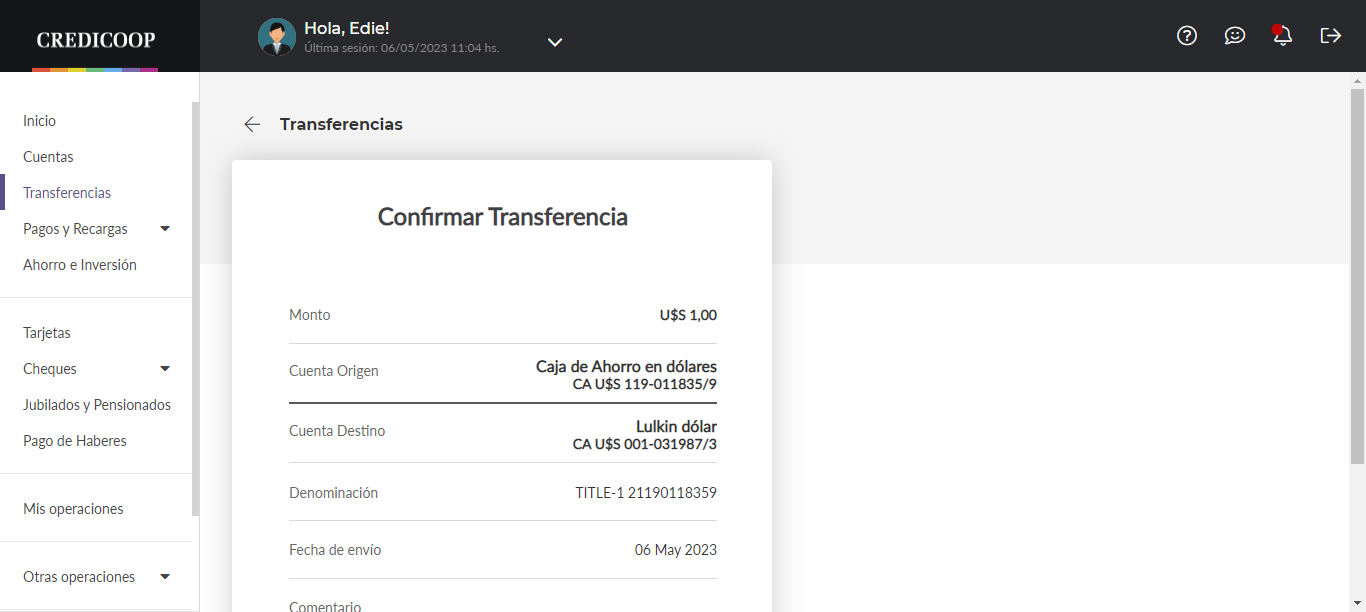 CREDICOOP
Hola, Edie!
Última sesión: 06/05/2023 11:04 hs.
Inicio
Cuentas
Transferencias
Pagos y Recargas
Ahorro e Inversión
Tarjetas
Cheques
Jubilados y Pensionados
Pago de Haberes
Mis operaciones
Otras operaciones
Transferencias
Confirmar Transferencia
Monto U$S 1,00
Cuenta Origen Caja de Ahorro en dólares
CA U$S 119-011835/9
Cuenta Destino Lulkin dólar
CA U$S 001-031987/3
Denominación TITLE-1 21190118359
Fecha de envío 06 May 2023
Comentario